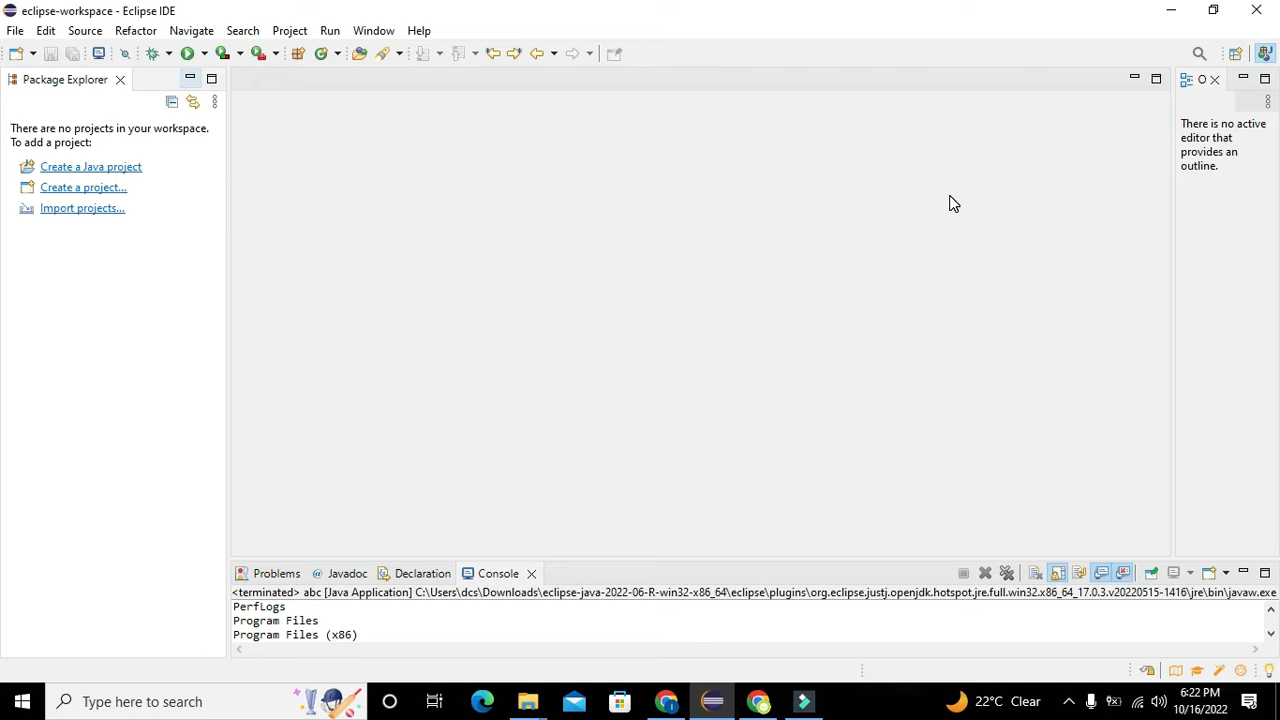 eclipse-workspace - Eclipse IDE
File Edit Source Refactor Navigate Search Project Run Window Help
Package Explorer
There are no projects in your workspace.
To add a project:
Create a Java project
Create a project...
Import projects...
O
There is no active
editor that
provides an
outline.
Problems Javadoc Declaration Console
<terminated> abc [Java Application] C:\Users\dcs\Downloads\eclipse-java-2022-06-R-win32-x86_64\eclipse\plugins\org.eclipse.justj.openjdk.hotspot.jre.full.win32.x86_64_17.0.3.v20220515-1416\jre\bin\javaw.exe
PerfLogs
Program Files
Program Files (x86)
Type here to search
22°C Clear
6:22 PM
10/16/2022